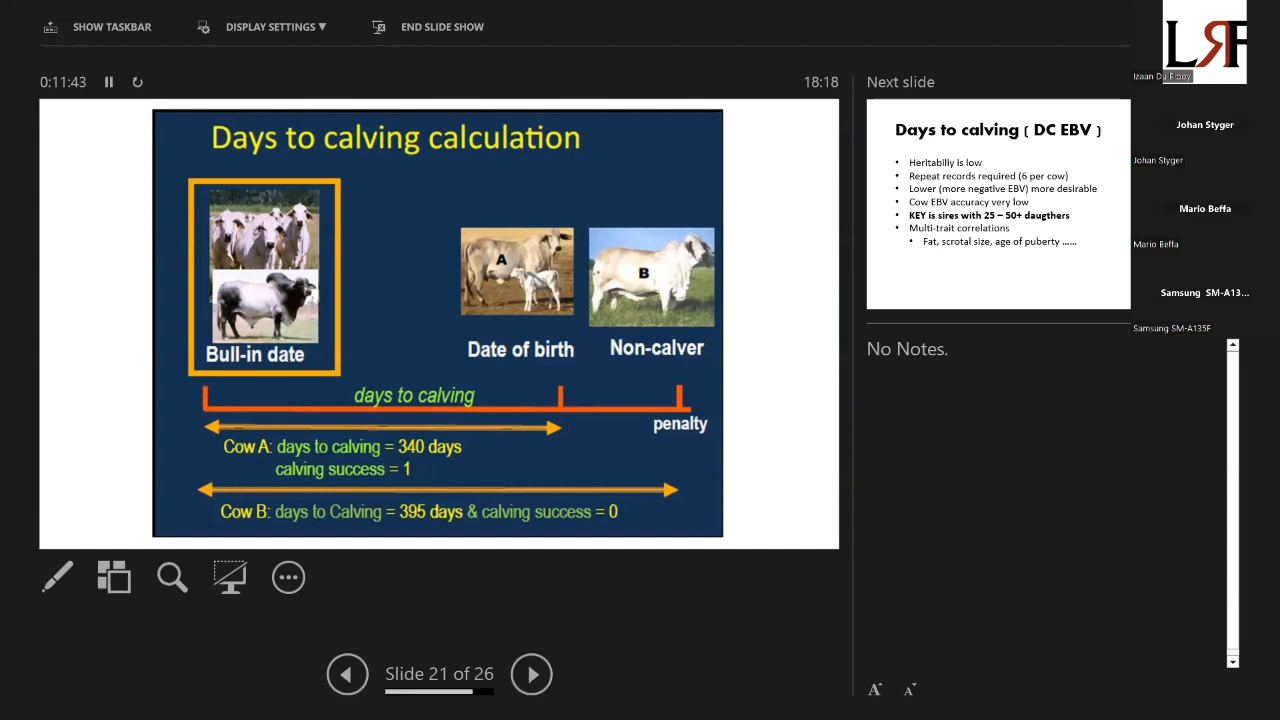 SHOW TASKBAR
DISPLAY SETTINGS ▼
END SLIDE SHOW
LRF
Izaan Du
0:11:43
18:18
Next slide
Days to calving calculation
A
B
Bull-in date
Date of birth
Non-calver
days to calving
penalty
Cow A: days to calving = 340 days
calving success = 1
Cow B: days to Calving = 395 days & calving success = 0
Days to calving ( DC EBV )
• Heritabiliy is low
• Repeat records required (6 per cow)
• Lower (more negative EBV) more desirable
• Cow EBV accuracy very low
• KEY is sires with 25 – 50+ daugthers
• Multi-trait correlations
• Fat, scrotal size, age of puberty ......
Johan Styger
Johan Styger
Mario Beffa
Mario Beffa
Samsung SM-A13...
Samsung SM-A135F
No Notes.
Slide 21 of 26
A
A